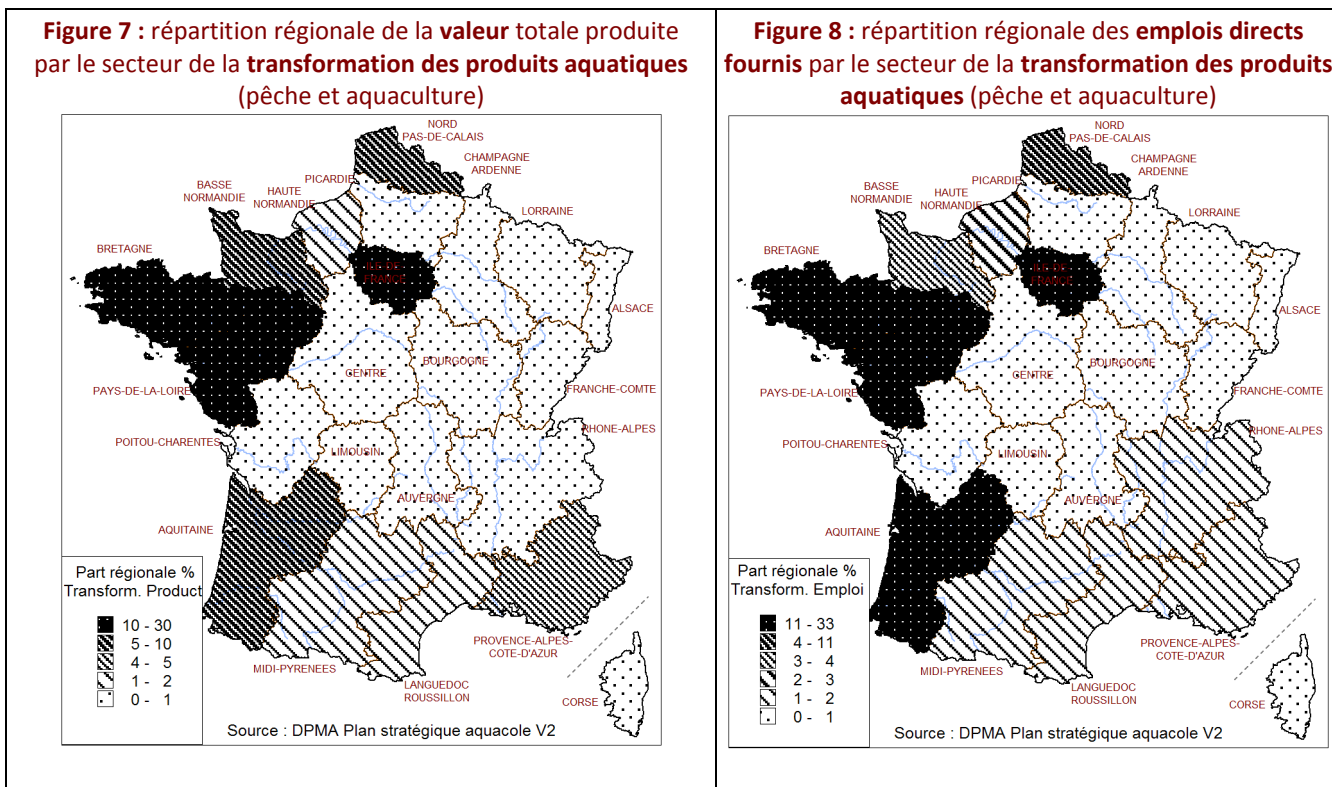 Figure 7 : répartition régionale de la valeur totale produite
par le secteur de la transformation des produits aquatiques
(pêche et aquaculture)
NORD
PAS-DE-CALAIS
CHAMPAGNE
ARDENNE
PICARDIE
HAUTE
NORMANDIE
BASSE
NORMANDIE
LORRAINE
BRETAGNE
ILE DE
FRANCE
ALSACE
BOURGOGNE
CENTRE
PAYS-DE-LA-LOIRE
FRANCHE-COMTE
RHONE-ALPES
POITOU-CHARENTES
LIMOUSIN
AUVERGNE
AQUITAINE
PROVENCE-ALPES-
COTE-D'AZUR
MIDI-PYRENEES
LANGUEDOC
ROUSSILLON
CORSE
Part régionale %
Transform. Product
10 - 30
5 - 10
4 - 5
1 - 2
0 - 1
Source : DPMA Plan stratégique aquacole V2
Figure 8 : répartition régionale des emplois directs
fournis par le secteur de la transformation des produits
aquatiques (pêche et aquaculture)
NORD
PAS-DE-CALAIS
CHAMPAGNE
ARDENNE
PICARDIE
HAUTE
NORMANDIE
BASSE
NORMANDIE
LORRAINE
BRETAGNE
ILE DE
FRANCE
ALSACE
BOURGOGNE
CENTRE
PAYS-DE-LA-LOIRE
FRANCHE-COMTE
RHONE-ALPES
POITOU-CHARENTES
LIMOUSIN
AUVERGNE
AQUITAINE
PROVENCE-ALPES-
COTE-D'AZUR
MIDI-PYRENEES
LANGUEDOC
ROUSSILLON
CORSE
Part régionale %
Transform. Emploi
11 - 33
4 - 11
3 - 4
2 - 3
1 - 2
0 - 1
Source : DPMA Plan stratégique aquacole V2